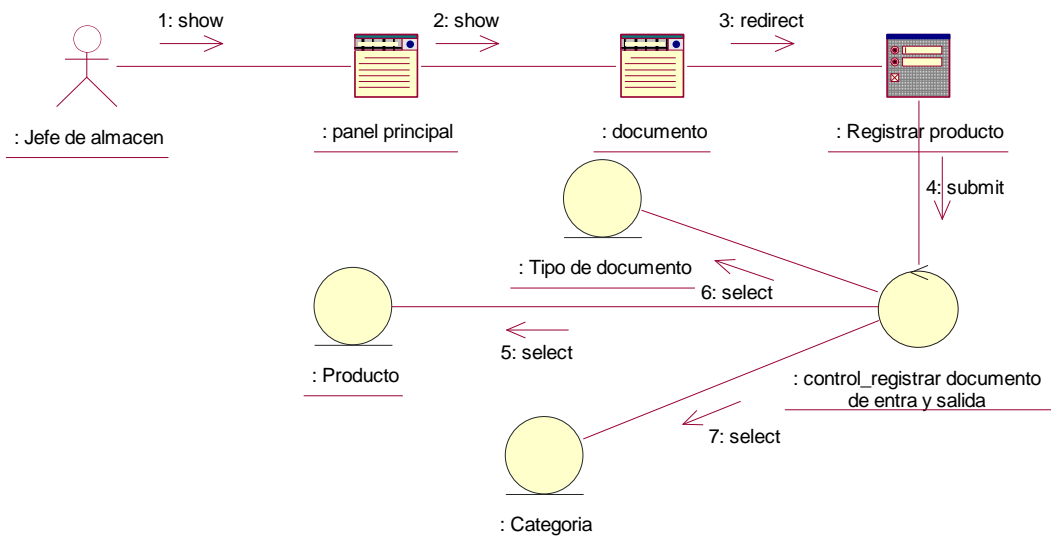 1: show
2: show
3: redirect
: Jefe de almacen
: panel principal
: documento
: Registrar producto
4: submit
: Tipo de documento
6: select
5: select
: Producto
: control_registrar documento
de entra y salida
7: select
: Categoria